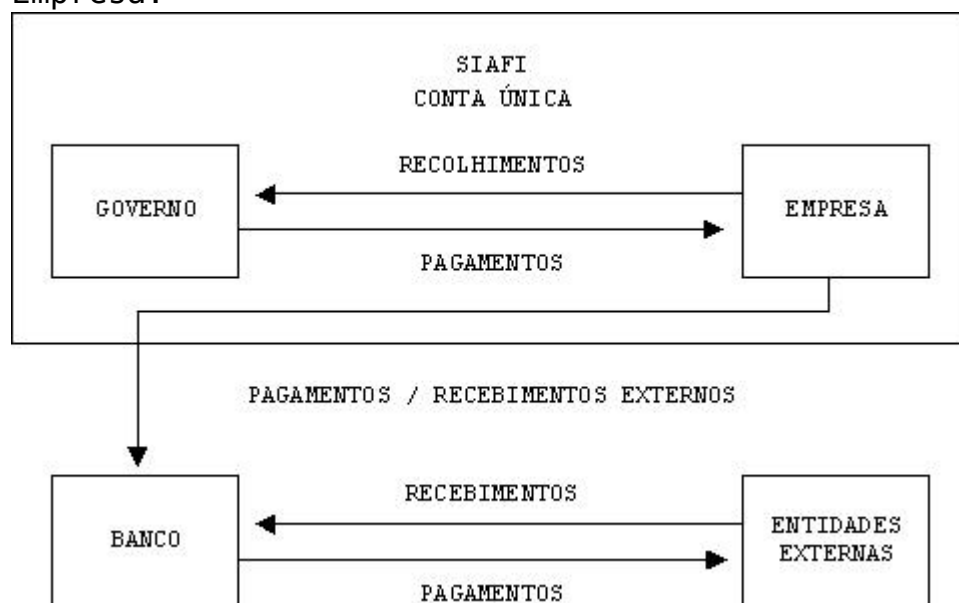 Empresa.
SIAFI
CONTA ÚNICA
RECOLHIMENTOS
GOVERNO
EMPRESA
PAGAMENTOS
PAGAMENTOS / RECEBIMENTOS EXTERNOS
RECEBIMENTOS
BANCO
ENTIDADES
EXTERNAS
PAGAMENTOS